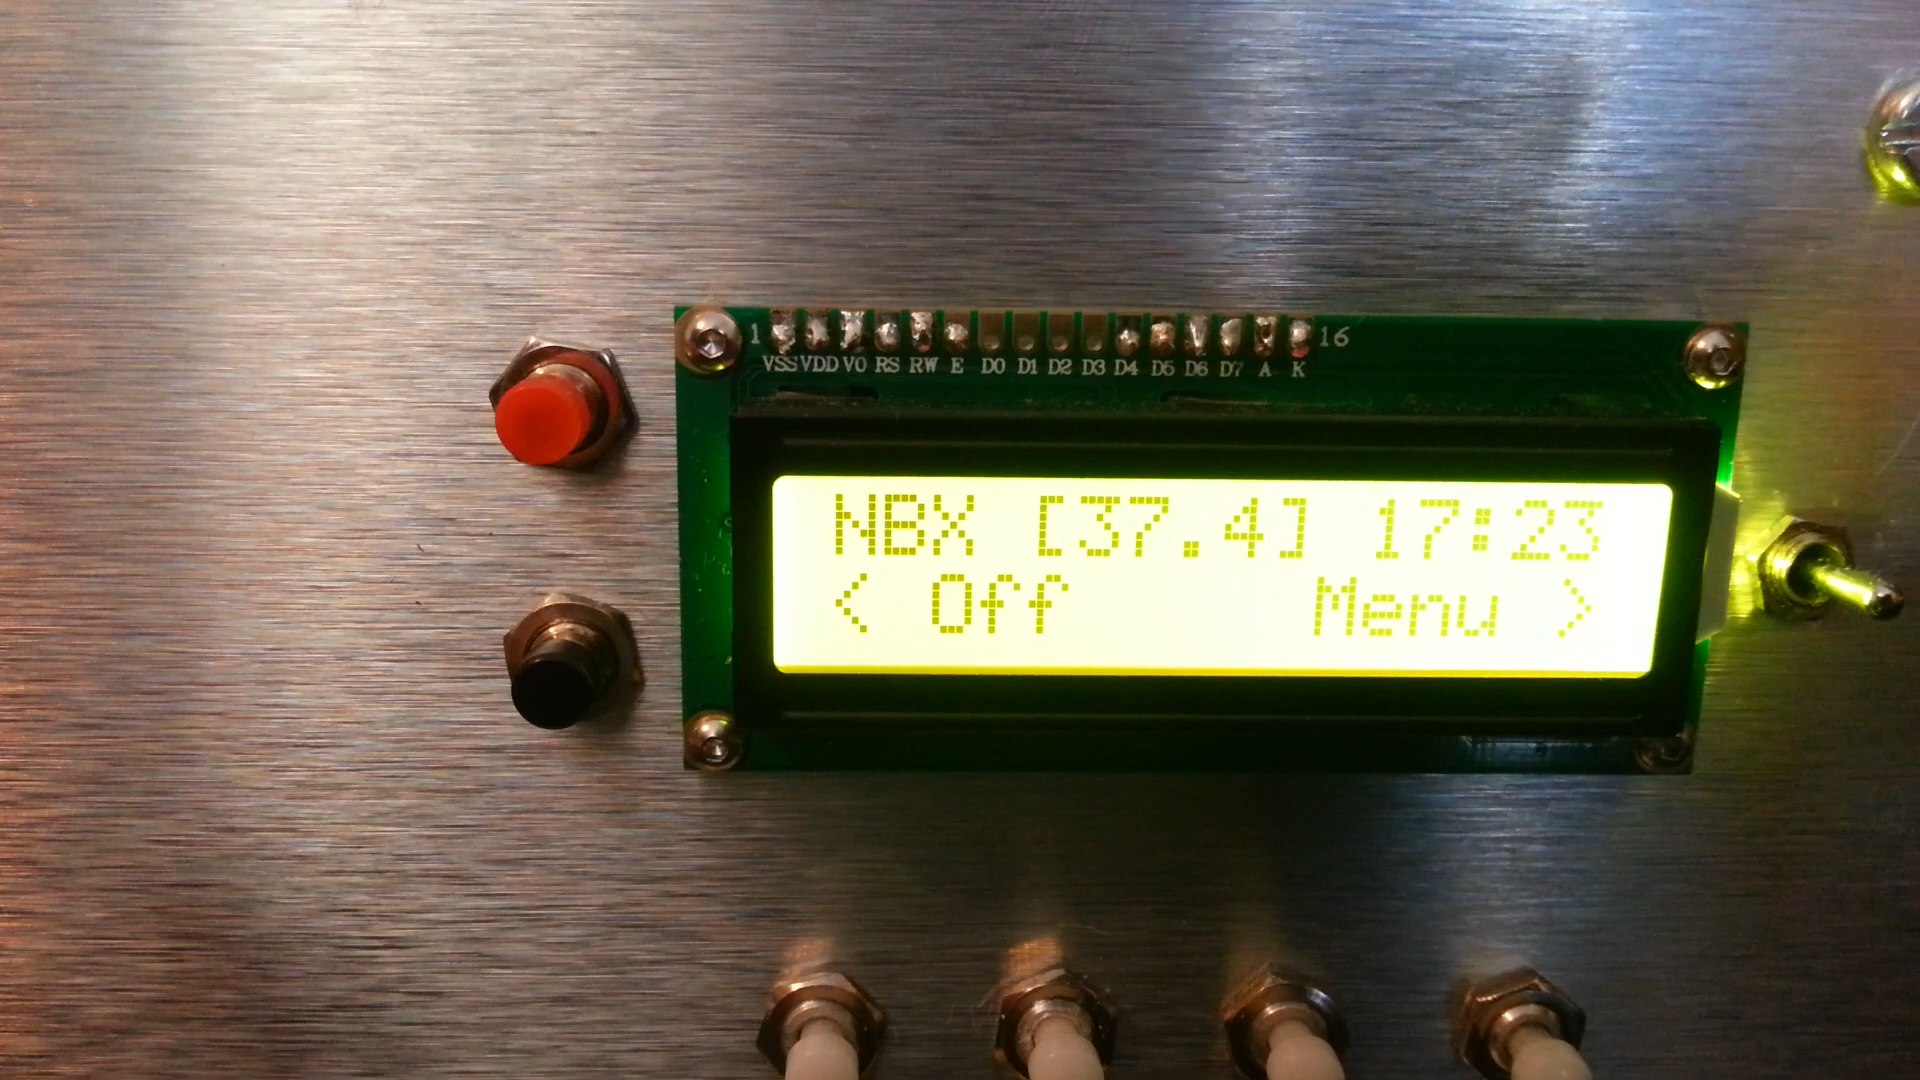 1 16
VSS VDD V0 RS RW E D0 D1 D2 D3 D4 D5 D6 D7 A K
NBX [37.4] 17:23
< Off Menu >